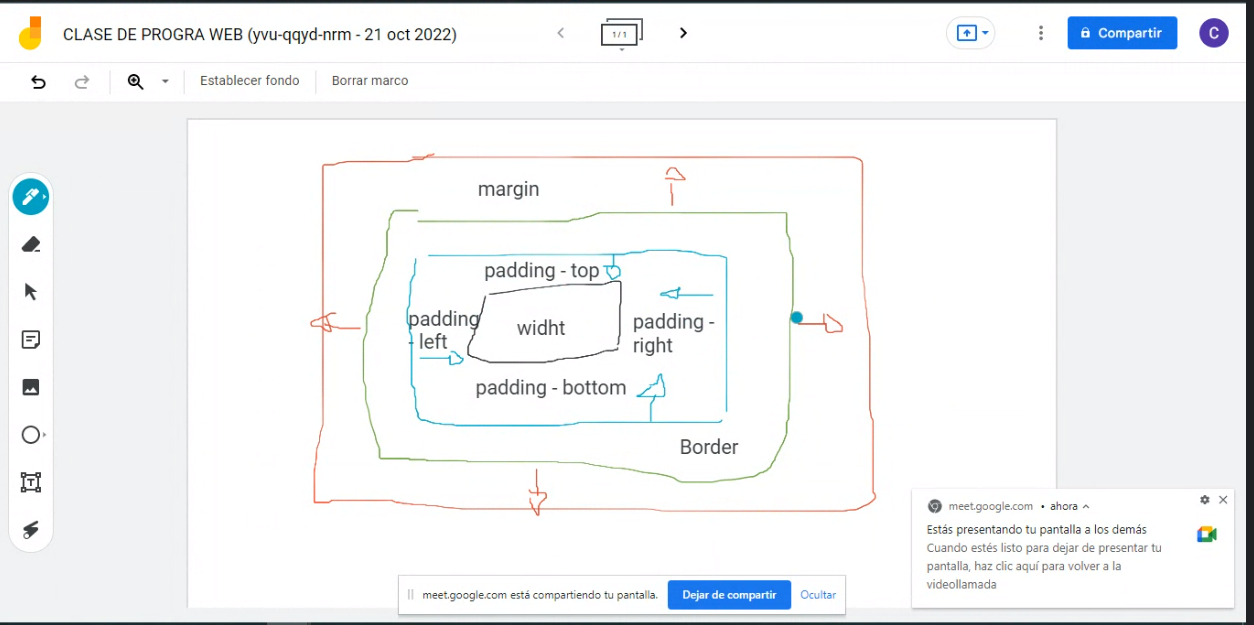 CLASE DE PROGRA WEB (yvu-qqyd-nrm - 21 oct 2022)
1/1
Compartir
C
Establecer fondo
Borrar marco
margin
padding - top
padding
- left
widht
padding -
right
padding - bottom
Border
meet.google.com • ahora
Estás presentando tu pantalla a los demás
Cuando estés listo para dejar de presentar tu
pantalla, haz clic aquí para volver a la
videollamada
meet.google.com está compartiendo tu pantalla.
Dejar de compartir
Ocultar